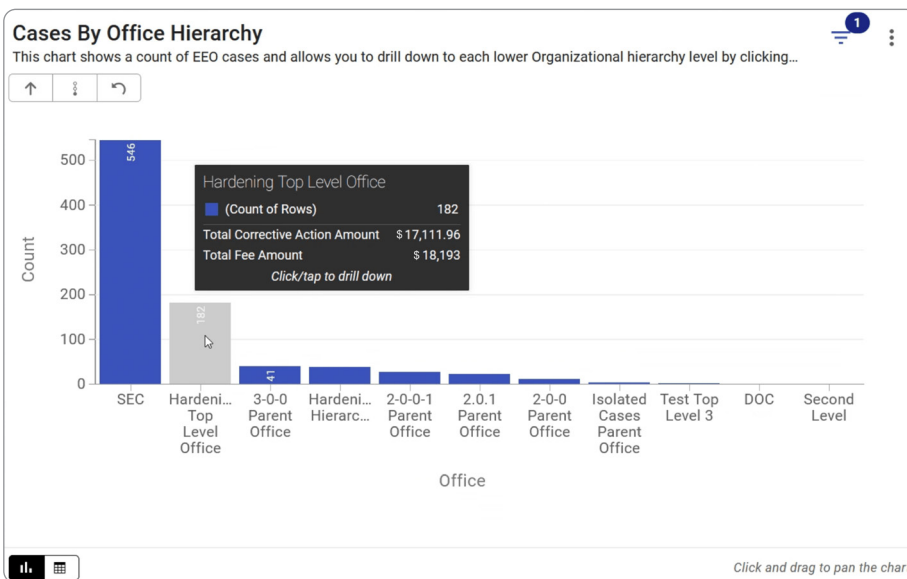 Cases By Office Hierarchy
1
This chart shows a count of EEO cases and allows you to drill down to each lower Organizational hierarchy level by clicking...
500
400
300
200
100
0
Count
546
182
41
Hardening Top Level Office
(Count of Rows) 182
Total Corrective Action Amount $17,111.96
Total Fee Amount $18,193
Click/tap to drill down
SEC
Hardeni...
Top
Level
Office
3-0-0
Parent
Office
Hardeni...
Hierarc...
2-0-0-1
Parent
Office
2.0.1
Parent
Office
2-0-0
Parent
Office
Isolated
Cases
Parent
Office
Test Top
Level 3
DOC
Second
Level
Office
Click and drag to pan the char